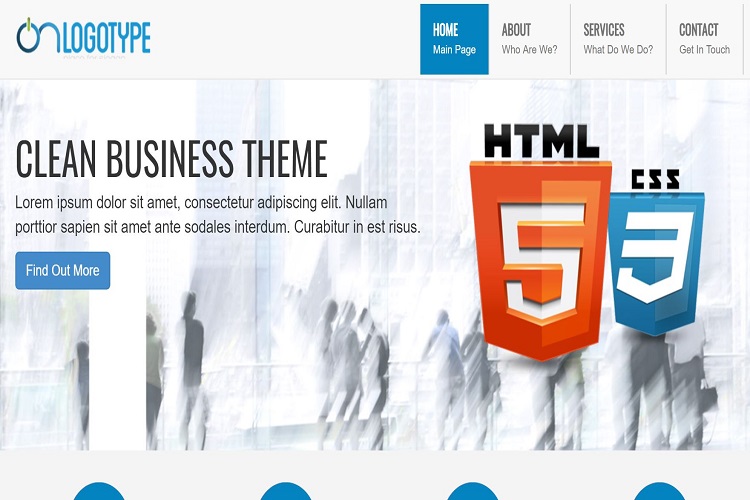 ON LOGOTYPE
HOME
Main Page
ABOUT
Who Are We?
SERVICES
What Do We Do?
CONTACT
Get In Touch
CLEAN BUSINESS THEME
Lorem ipsum dolor sit amet, consectetur adipiscing elit. Nullam
porttior sapien sit amet ante sodales interdum. Curabitur in est risus.
Find Out More
HTML
5
CSS
3